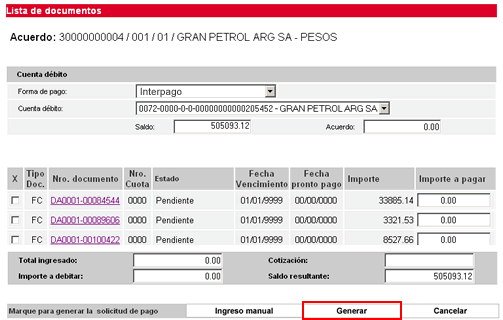 Lista de documentos
Acuerdo: 30000000004 / 001 / 01 / GRAN PETROL ARG SA - PESOS
Cuenta débito
Forma de pago: Interpago
Cuenta débito: 0072-0000-0-0-00000000000205452 - GRAN PETROL ARG SA
Saldo: 505093.12 Acuerdo: 0.00
X Tipo Doc. Nro. documento Nro. Cuota Estado Fecha Vencimiento Fecha pronto pago Importe Importe a pagar
FC DA0001-00084544 0000 Pendiente 01/01/9999 00/00/0000 33885.14 0.00
FC DA0001-00089606 0000 Pendiente 01/01/9999 00/00/0000 3321.53 0.00
FC DA0001-00100422 0000 Pendiente 01/01/9999 00/00/0000 8527.66 0.00
Total ingresado: 0.00 Cotización:
Importe a debitar: 0.00 Saldo resultante: 505093.12
Marque para generar la solicitud de pago Ingreso manual Generar Cancelar